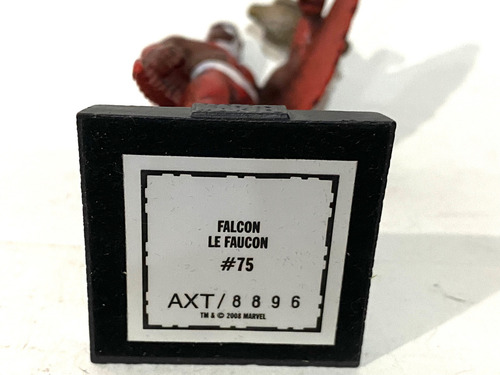 FALCON
LE FAUCON
#75
AXT/8896
TM & © 2008 MARVEL